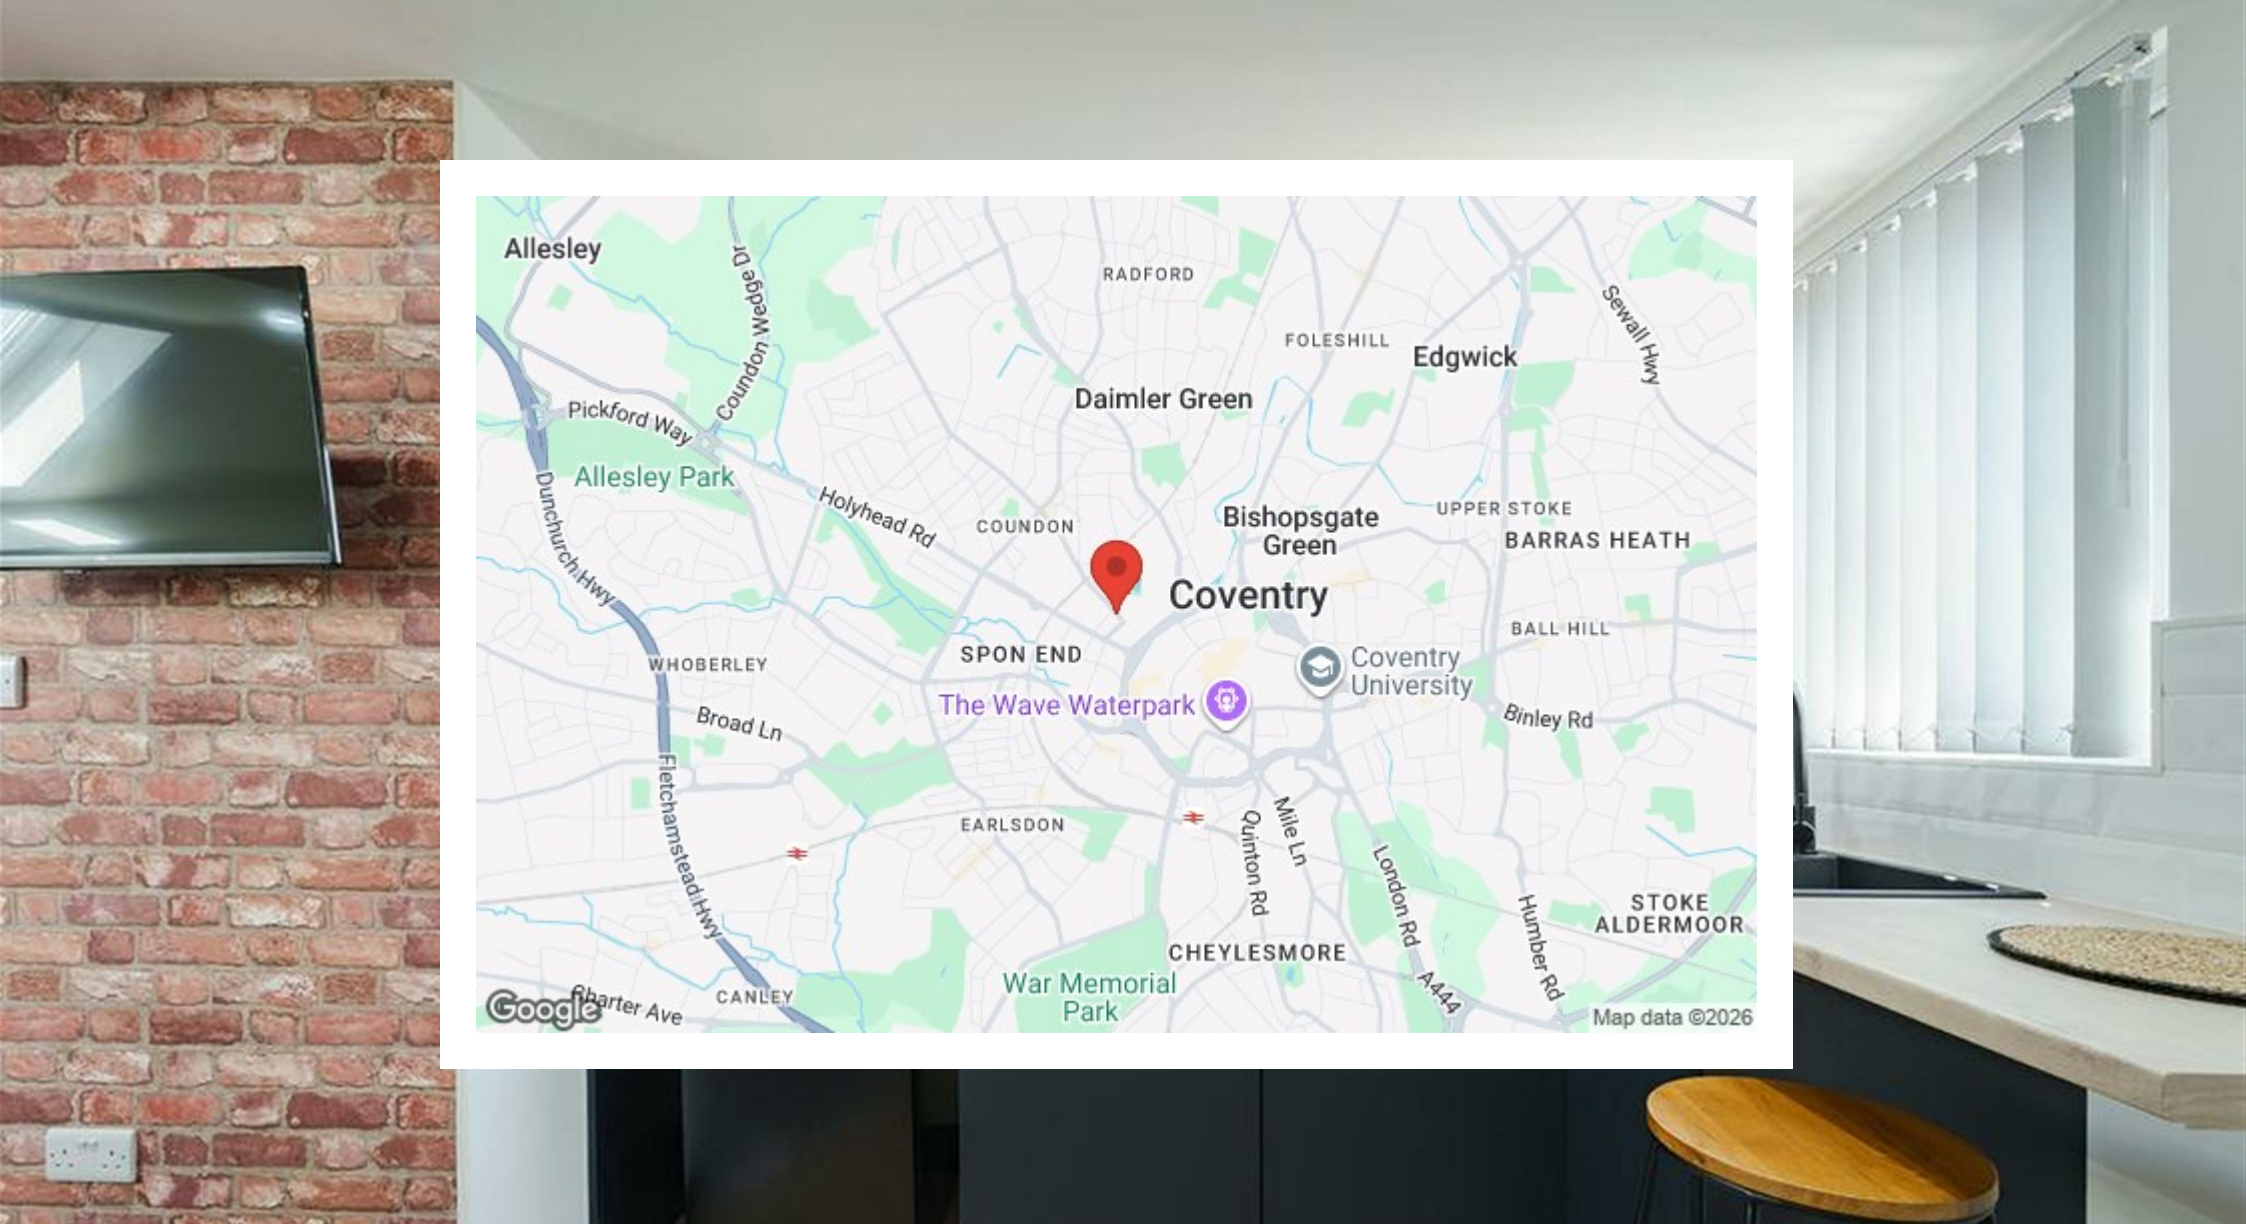 Allesley
Coundon Wedge Dr
RADFORD
Sewall Hwy
FOLESHILL
Edgwick
Daimler Green
Pickford Way
Allesley Park
Dunchurch Hwy
Holyhead Rd
COUNDON
Bishopsgate
Green
UPPER STOKE
BARRAS HEATH
Coventry
BALL HILL
SPON END
WHOBERLEY
Coventry
University
The Wave Waterpark
Broad Ln
Binley Rd
Fletchamstead Hwy
EARLSDON
Mile Ln
Quinton Rd
London Rd
Humber Rd
STOKE
ALDERMOOR
CHEYLESMORE
War Memorial
Park
A444
CANLEY
Charter Ave
Google
Map data ©2026